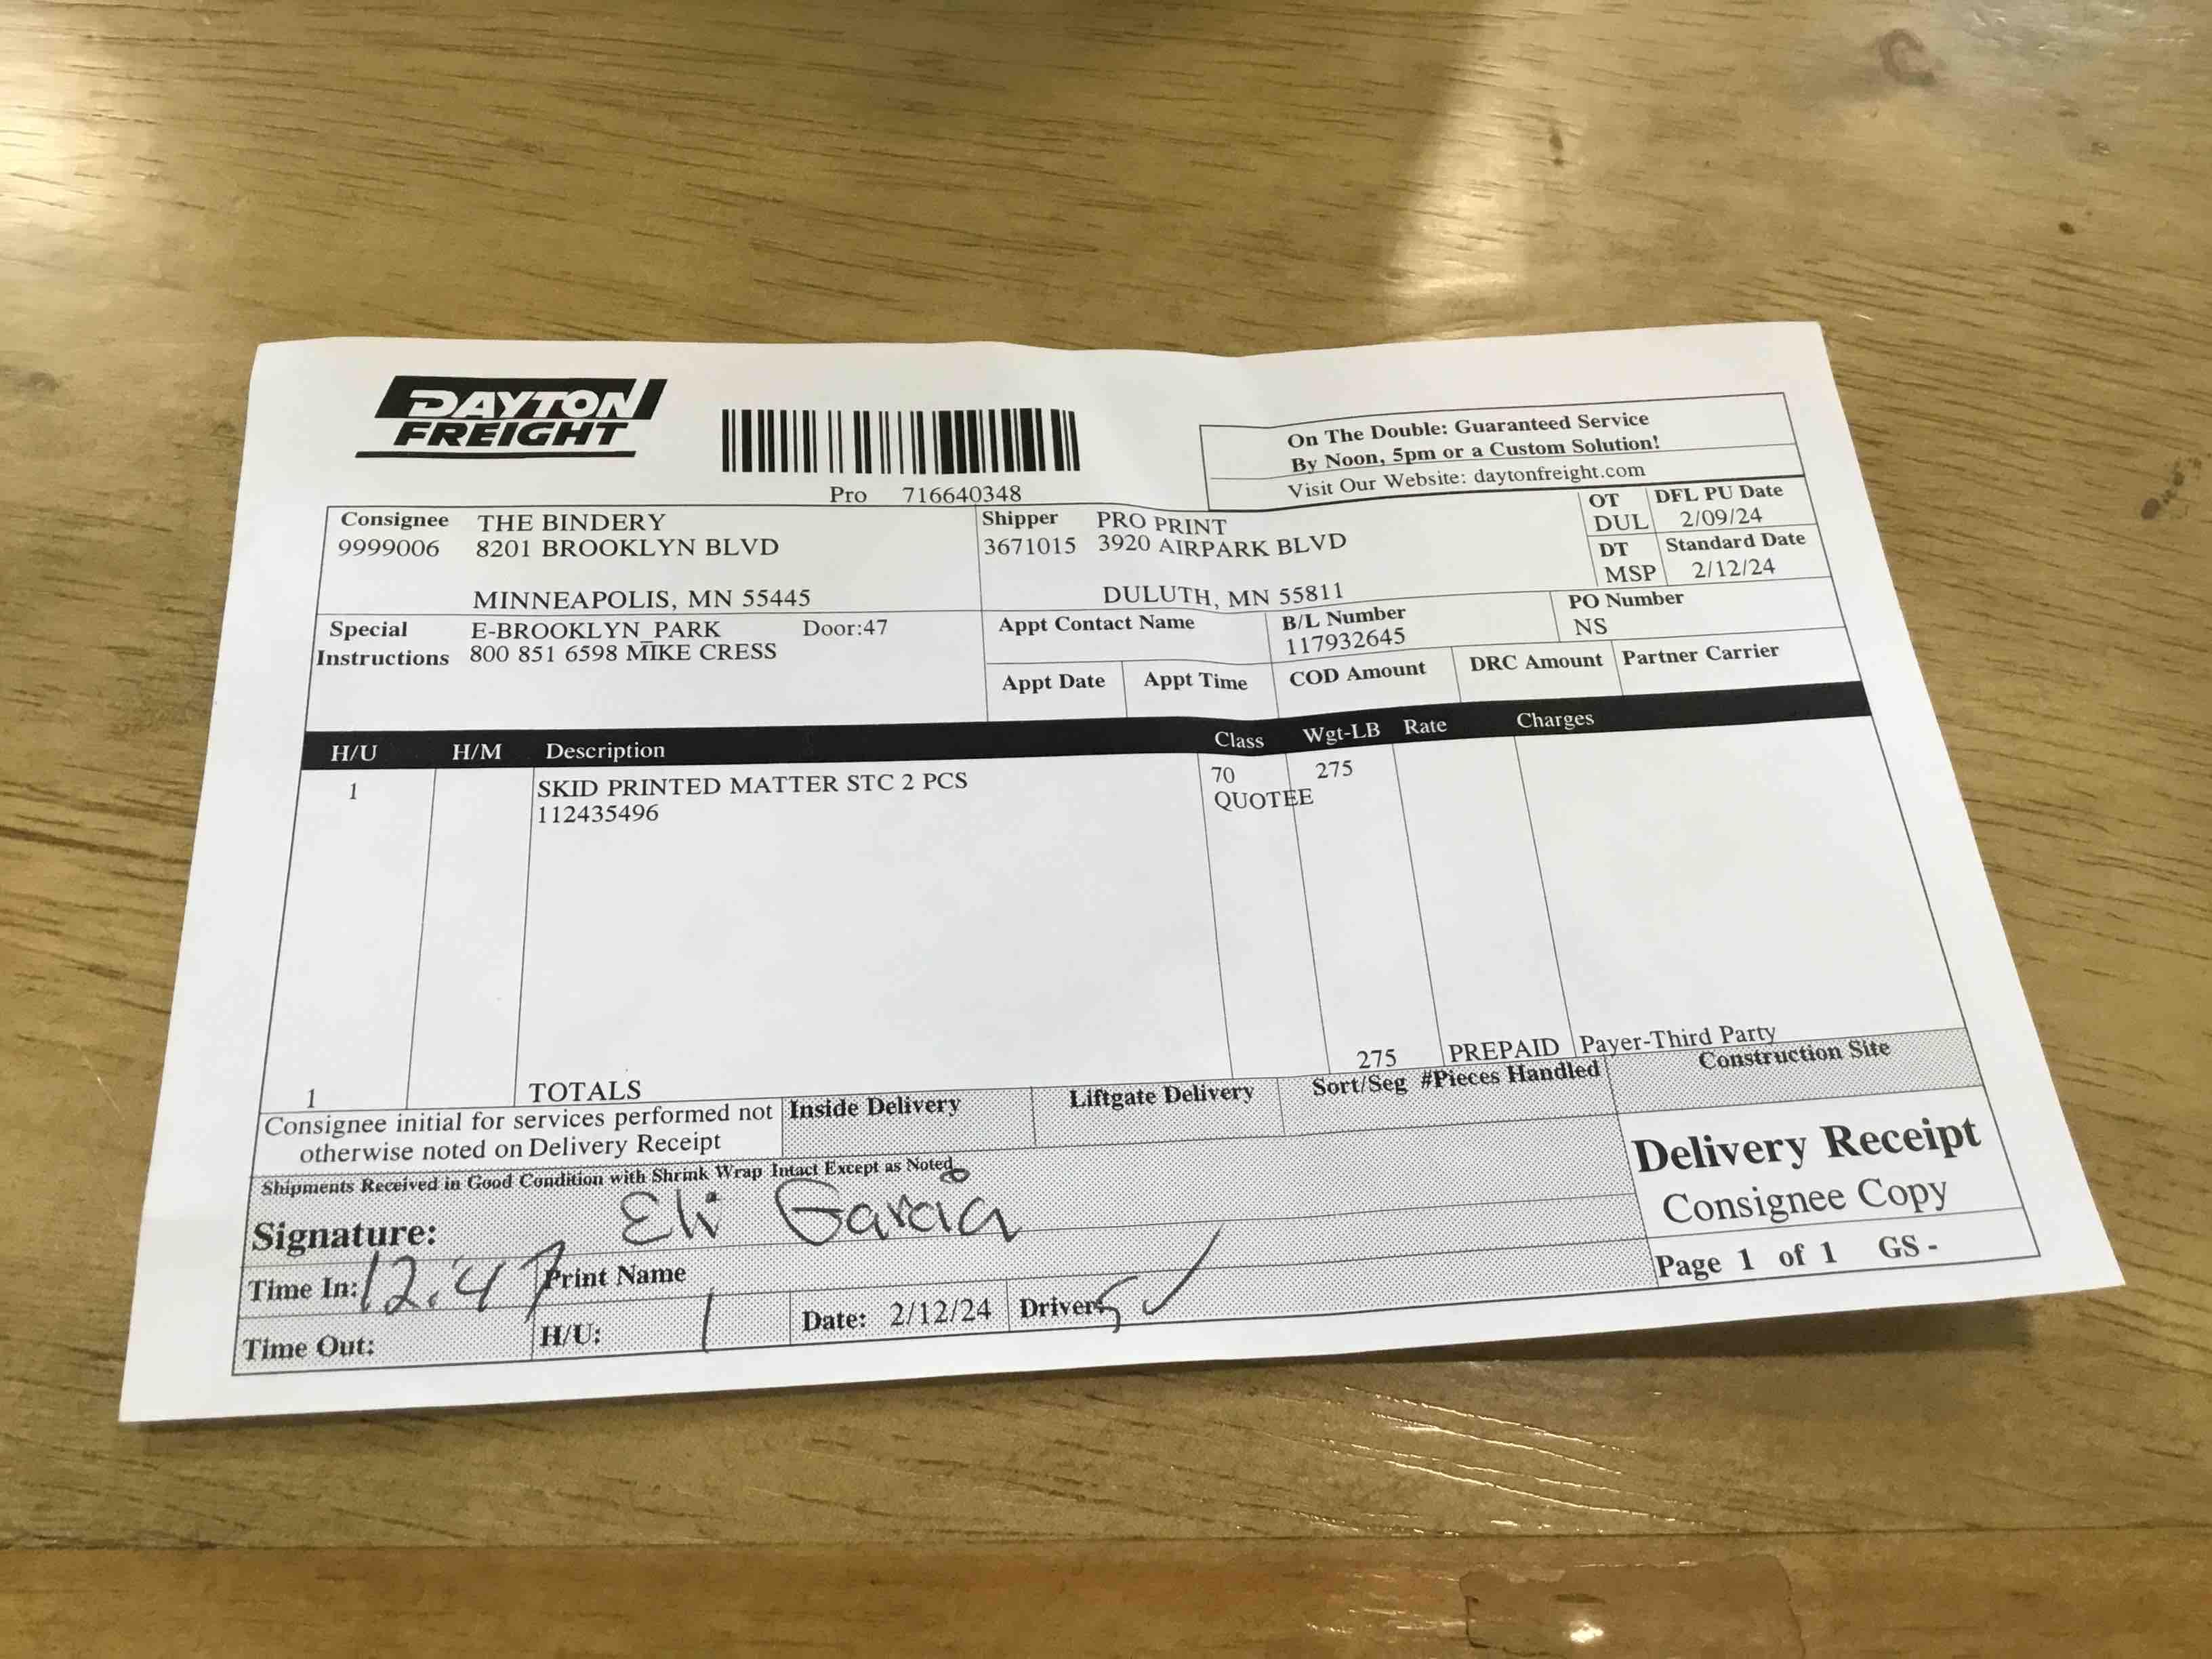 DAYTON
FREIGHT
Pro 716640348
On The Double: Guaranteed Service
By Noon, 5pm or a Custom Solution!
Visit Our Website: daytonfreight.com
Consignee THE BINDERY
9999006 8201 BROOKLYN BLVD
MINNEAPOLIS, MN 55445
Shipper PRO PRINT
3671015 3920 AIRPARK BLVD
DULUTH, MN 55811
OT DFL PU Date
DUL 2/09/24
DT Standard Date
MSP 2/12/24
Special E-BROOKLYN_PARK Door:47
Instructions 800 851 6598 MIKE CRESS
Appt Contact Name
B/L Number
117932645
PO Number
NS
Appt Date Appt Time COD Amount DRC Amount Partner Carrier
H/U H/M Description Class Wgt-LB Rate Charges
1 SKID PRINTED MATTER STC 2 PCS 70 275
112435496 QUOTEE
1 TOTALS 275 PREPAID Payer-Third Party
Consignee initial for services performed not
otherwise noted on Delivery Receipt
Inside Delivery Liftgate Delivery Sort/Seg #Pieces Handled Construction Site
Shipments Received in Good Condition with Shrink Wrap Intact Except as Noted
Signature: Eli Garcia
Time In: 12.47 Print Name
Time Out: H/U: 1 Date: 2/12/24 Driver:
Delivery Receipt
Consignee Copy
Page 1 of 1 GS -
C